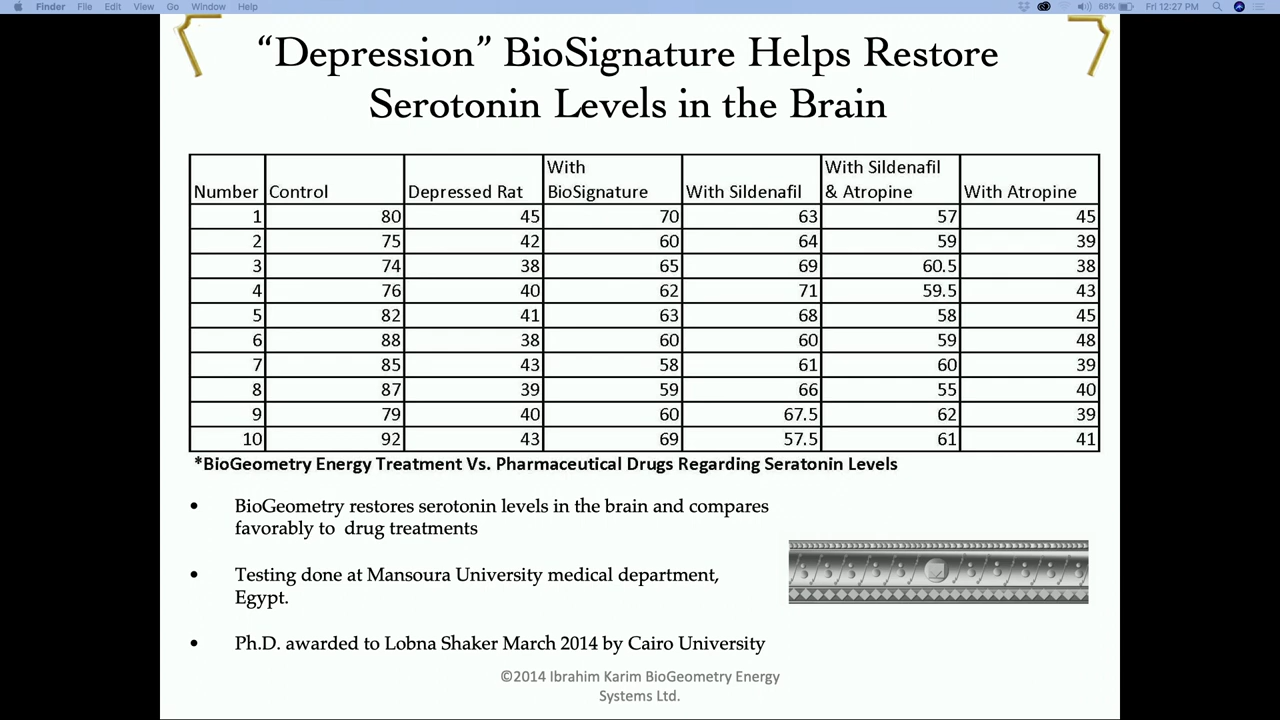 Finder File Edit View Go Window Help 68% Fri 12:27 PM
“Depression” BioSignature Helps Restore
Serotonin Levels in the Brain
Number Control Depressed Rat With BioSignature With Sildenafil With Sildenafil & Atropine With Atropine
1 80 45 70 63 57 45
2 75 42 60 64 59 39
3 74 38 65 69 60.5 38
4 76 40 62 71 59.5 43
5 82 41 63 68 58 45
6 88 38 60 60 59 48
7 85 43 58 61 60 39
8 87 39 59 66 55 40
9 79 40 60 67.5 62 39
10 92 43 69 57.5 61 41
*BioGeometry Energy Treatment Vs. Pharmaceutical Drugs Regarding Seratonin Levels
• BioGeometry restores serotonin levels in the brain and compares
favorably to drug treatments
• Testing done at Mansoura University medical department,
Egypt.
• Ph.D. awarded to Lobna Shaker March 2014 by Cairo University
©2014 Ibrahim Karim BioGeometry Energy
Systems Ltd.